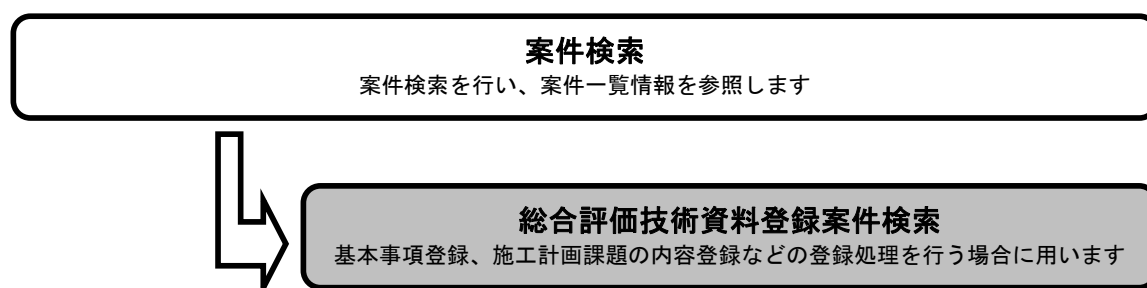 案件検索
案件検索を行い、案件一覧情報を参照します
総合評価技術資料登録案件検索
基本事項登録、施工計画課題の内容登録などの登録処理を行う場合に用います